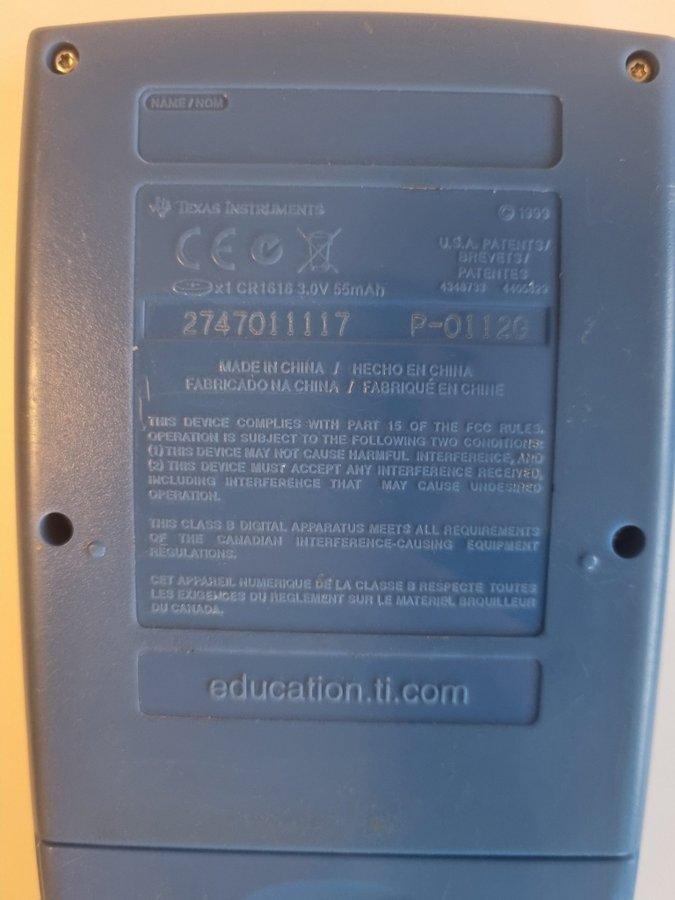 NAME / NOM
TEXAS INSTRUMENTS © 1999
CE
U.S.A. PATENTS/
BREVETS/
PATENTES
x1 CR1616 3.0V 55mAh 4348733 4405829
2747011117 P-0112G
MADE IN CHINA / HECHO EN CHINA
FABRICADO NA CHINA / FABRIQUÉ EN CHINE
THIS DEVICE COMPLIES WITH PART 15 OF THE FCC RULES.
OPERATION IS SUBJECT TO THE FOLLOWING TWO CONDITIONS:
(1) THIS DEVICE MAY NOT CAUSE HARMFUL INTERFERENCE, AND
(2) THIS DEVICE MUST ACCEPT ANY INTERFERENCE RECEIVED,
INCLUDING INTERFERENCE THAT MAY CAUSE UNDESIRED
OPERATION.
THIS CLASS B DIGITAL APPARATUS MEETS ALL REQUIREMENTS
OF THE CANADIAN INTERFERENCE-CAUSING EQUIPMENT
REGULATIONS.
CET APPAREIL NUMERIQUE DE LA CLASSE B RESPECTE TOUTES
LES EXIGENCES DU REGLEMENT SUR LE MATERIEL BROUILLEUR
DU CANADA.
education.ti.com